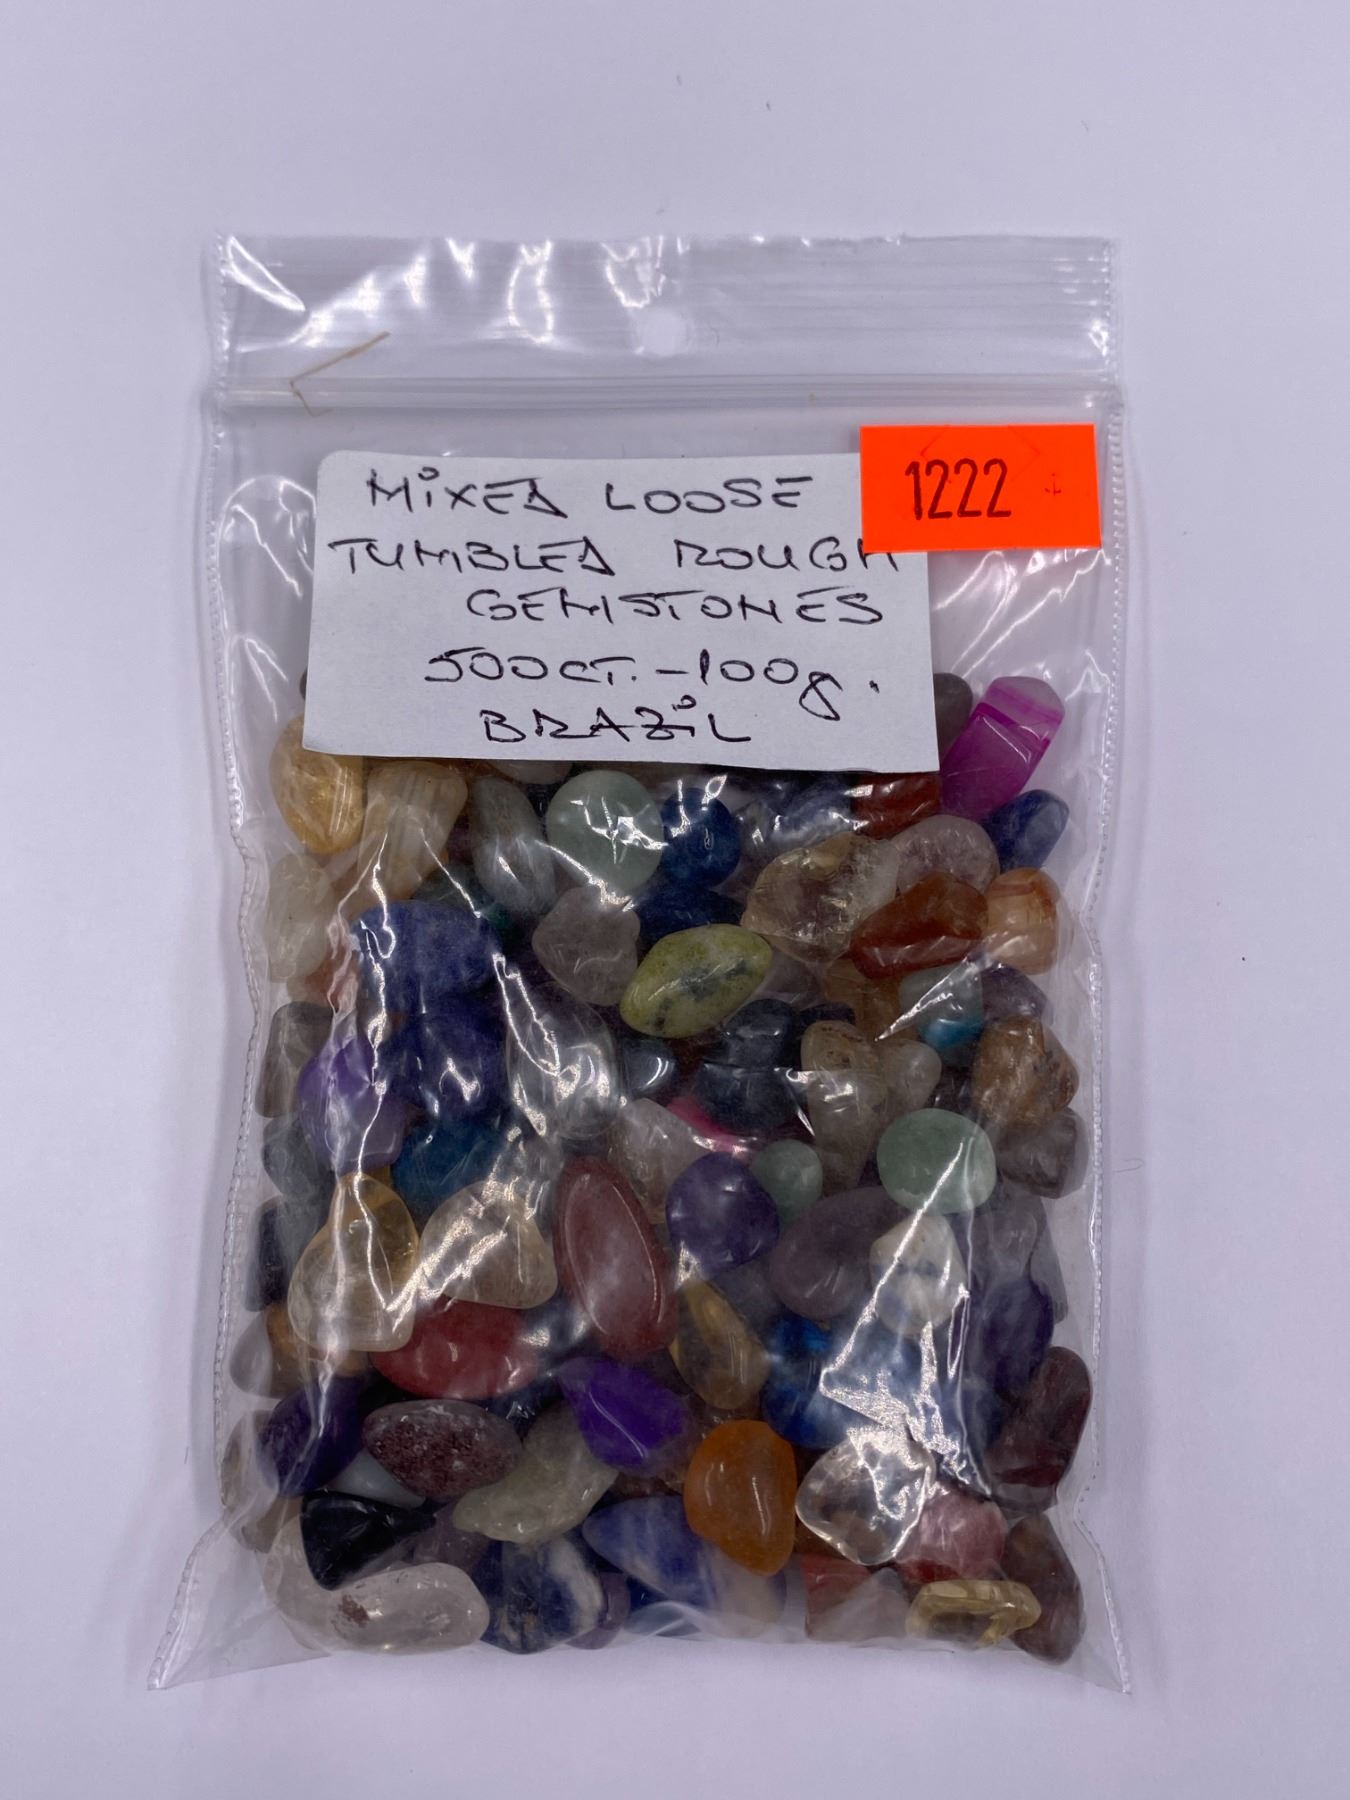 1222
MiXED LOOSE
TUMBLED ROUGH
GEMSTONES
500CT. - 100g.
BRAZiL